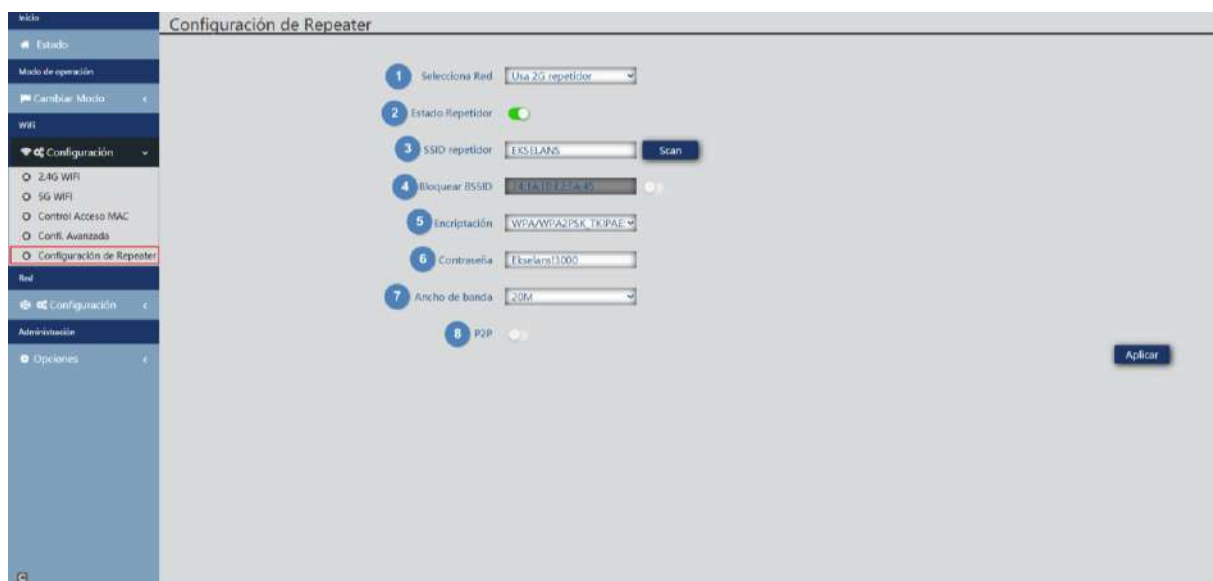 Inicio
Configuración de Repeater
Estado
Modo de operación
Cambiar Modo
WiFi
Configuración
2.4G WIFI
5G WIFI
Control Acceso MAC
Confi. Avanzada
Configuración de Repeater
Red
Configuración
Administración
Opciones
1 Selecciona Red Usa 2G repetidor
2 Estado Repetidor
3 SSID repetidor EKSELANS Scan
4 Bloquear BSSID
5 Encriptación WPA/WPA2PSK_TKIPAE
6 Contraseña Ekselans!3000
7 Ancho de banda 20M
8 P2P
Aplicar